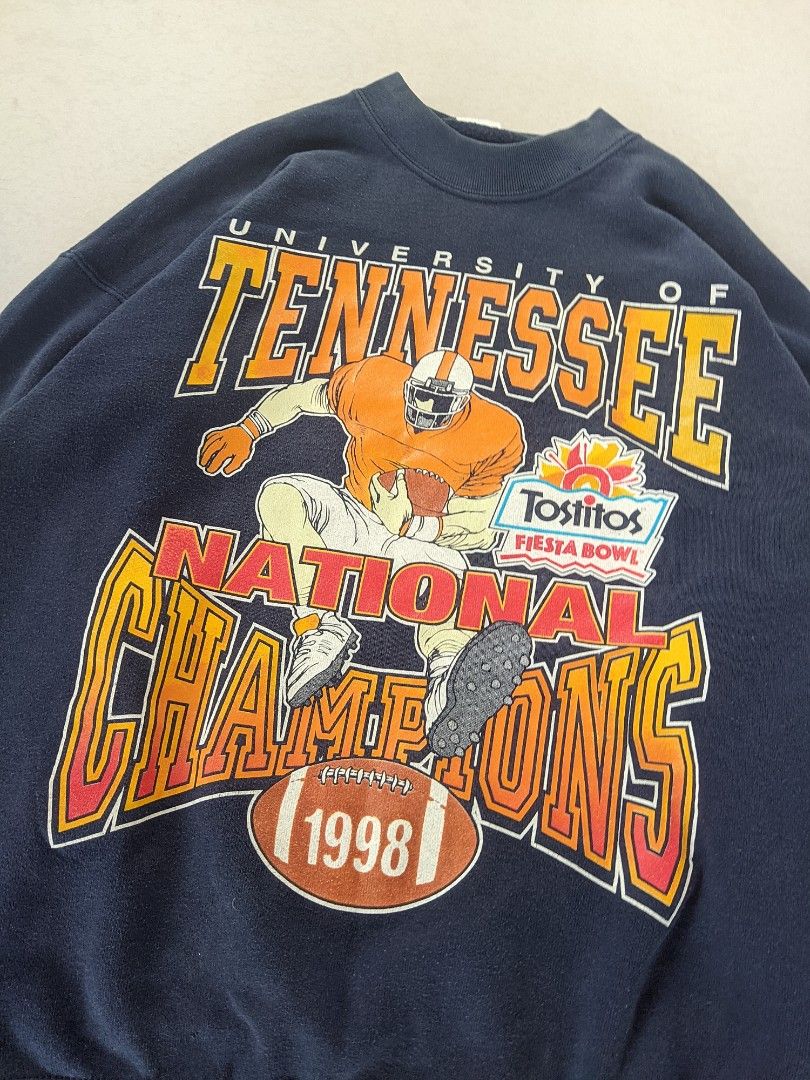 UNIVERSITY OF
TENNESSEE
Tostitos
FIESTA BOWL
NATIONAL
CHAMPIONS
1998